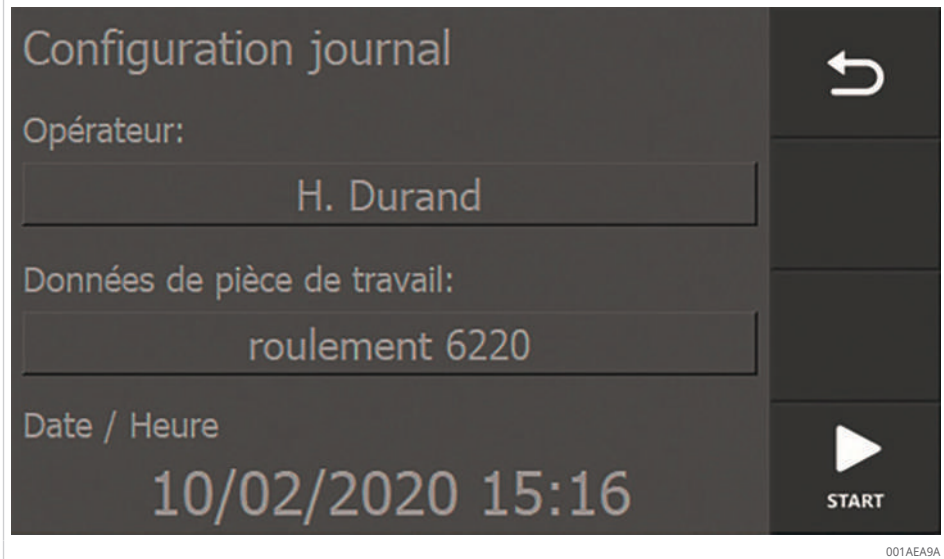 Configuration journal
Opérateur:
H. Durand
Données de pièce de travail:
roulement 6220
Date / Heure
10/02/2020 15:16
START
001AEA9A